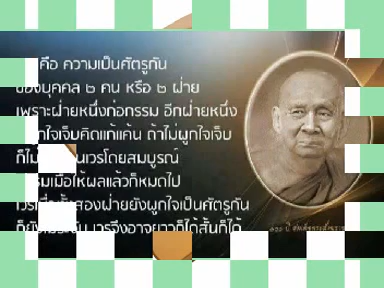 คือ ความเป็นศัตรูกัน
ของบุคคล ๒ คน หรือ ๒ ฝ่าย
เพราะฝ่ายหนึ่งก่อกรรม อีกฝ่ายหนึ่ง
ผูกใจเจ็บคิดแก้แค้น ถ้าไม่ผูกใจเจ็บ
ก็ไม่ เวรโดยสมบูรณ์
เมื่อให้ผลแล้วก็หมดไป
สองฝ่ายยังผูกใจเป็นศัตรูกัน
ก็ยัง เวรจึงอาจยาวก็ได้สั้นก็ได้